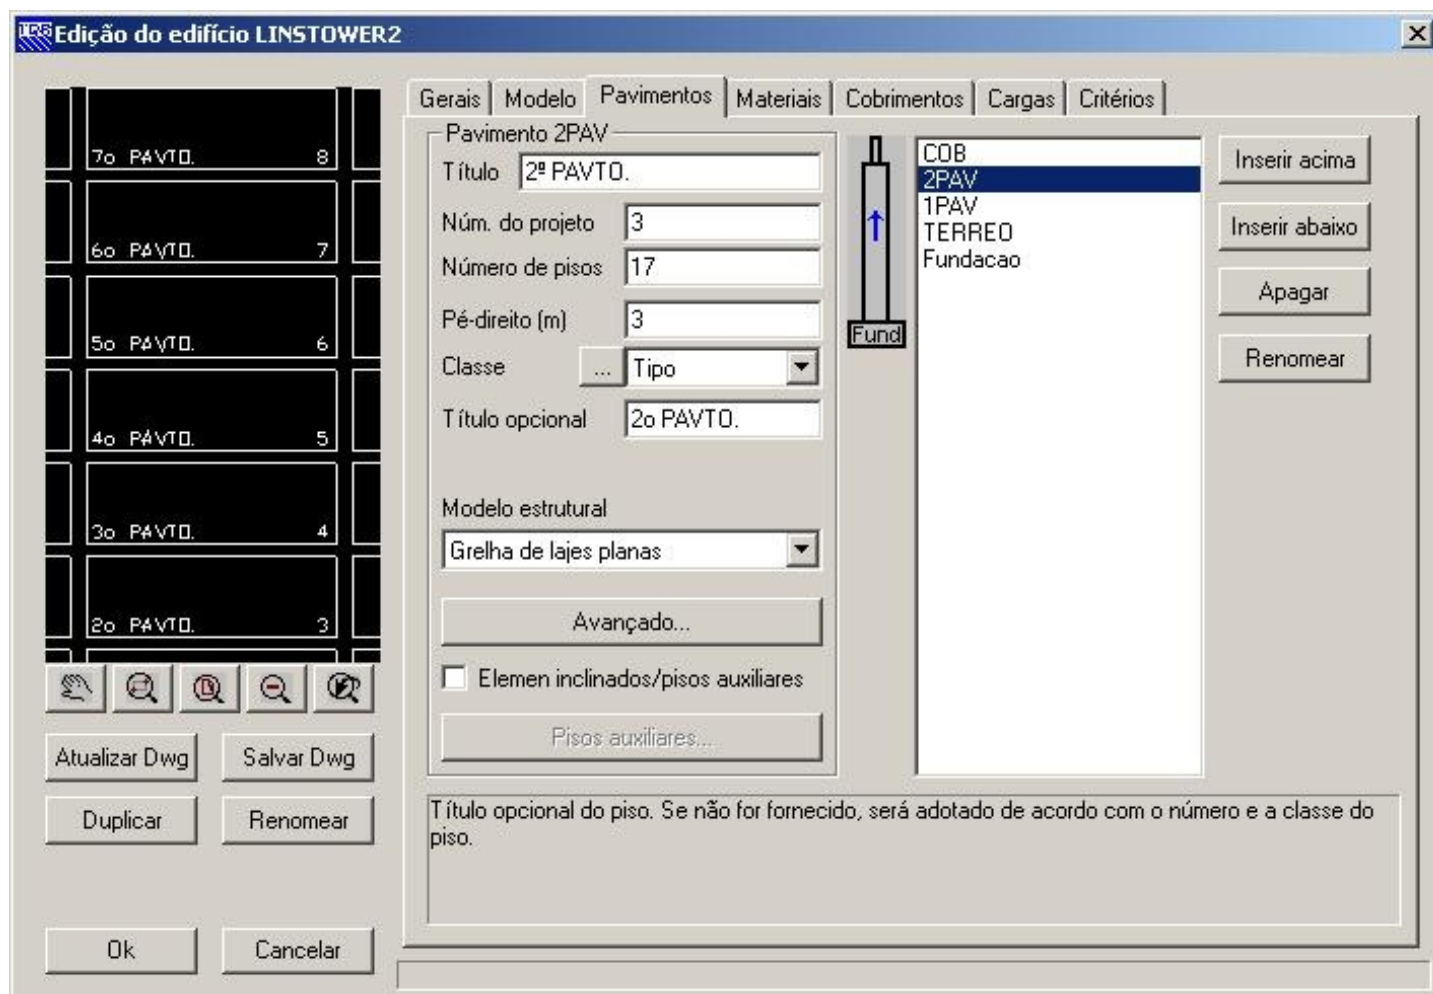 TQS Edição do edifício LINSTOWER2
7o PAVTO. 8
6o PAVTO. 7
5o PAVTO. 6
4o PAVTO. 5
3o PAVTO. 4
2o PAVTO. 3
Atualizar Dwg Salvar Dwg
Duplicar Renomear
Ok Cancelar
Gerais Modelo Pavimentos Materiais Cobrimentos Cargas Critérios
Pavimento 2PAV
Título 2º PAVTO.
Núm. do projeto 3
Número de pisos 17
Pé-direito (m) 3
Classe ... Tipo
Título opcional 2o PAVTO.
Modelo estrutural
Grelha de lajes planas
Avançado...
Elemen inclinados/pisos auxiliares
Pisos auxiliares...
Fund
COB
2PAV
1PAV
TERREO
Fundacao
Inserir acima
Inserir abaixo
Apagar
Renomear
Título opcional do piso. Se não for fornecido, será adotado de acordo com o número e a classe do
piso.